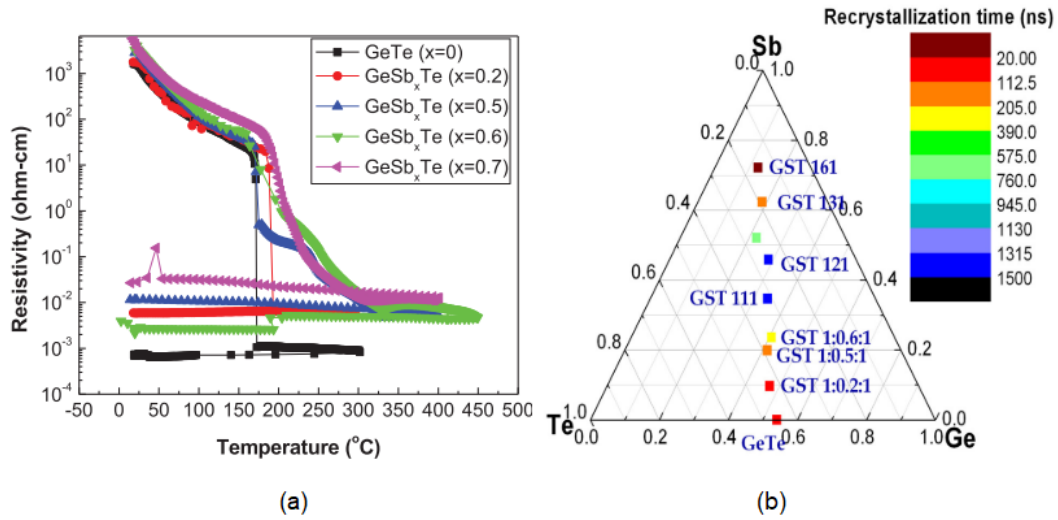 Resistivity (ohm-cm)
10³
10²
10¹
10⁰
10⁻¹
10⁻²
10⁻³
10⁻⁴
-50 0 50 100 150 200 250 300 350 400 450 500
Temperature (°C)
GeTe (x=0)
GeSbₓTe (x=0.2)
GeSbₓTe (x=0.5)
GeSbₓTe (x=0.6)
GeSbₓTe (x=0.7)
(a)
Recrystallization time (ns)
20.00
112.5
205.0
390.0
575.0
760.0
945.0
1130
1315
1500
Sb
0.0 1.0
0.2 0.8
GST 161
0.4 GST 131 0.6
GST 121
0.6 0.4
GST 111
0.8 GST 1:0.6:1
GST 1:0.5:1 0.2
GST 1:0.2:1
1.0 0.0
Te Ge
GeTe
0.0 0.2 0.4 0.6 0.8 1.0
(b)